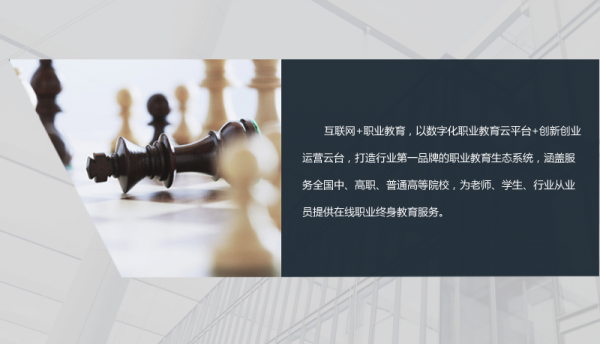 互联网+职业教育，以数字化职业教育云平台+创新创业
运营云台，打造行业第一品牌的职业教育生态系统，涵盖服
务全国中、高职、普通高等院校，为老师、学生、行业从业
员提供在线职业终身教育服务。